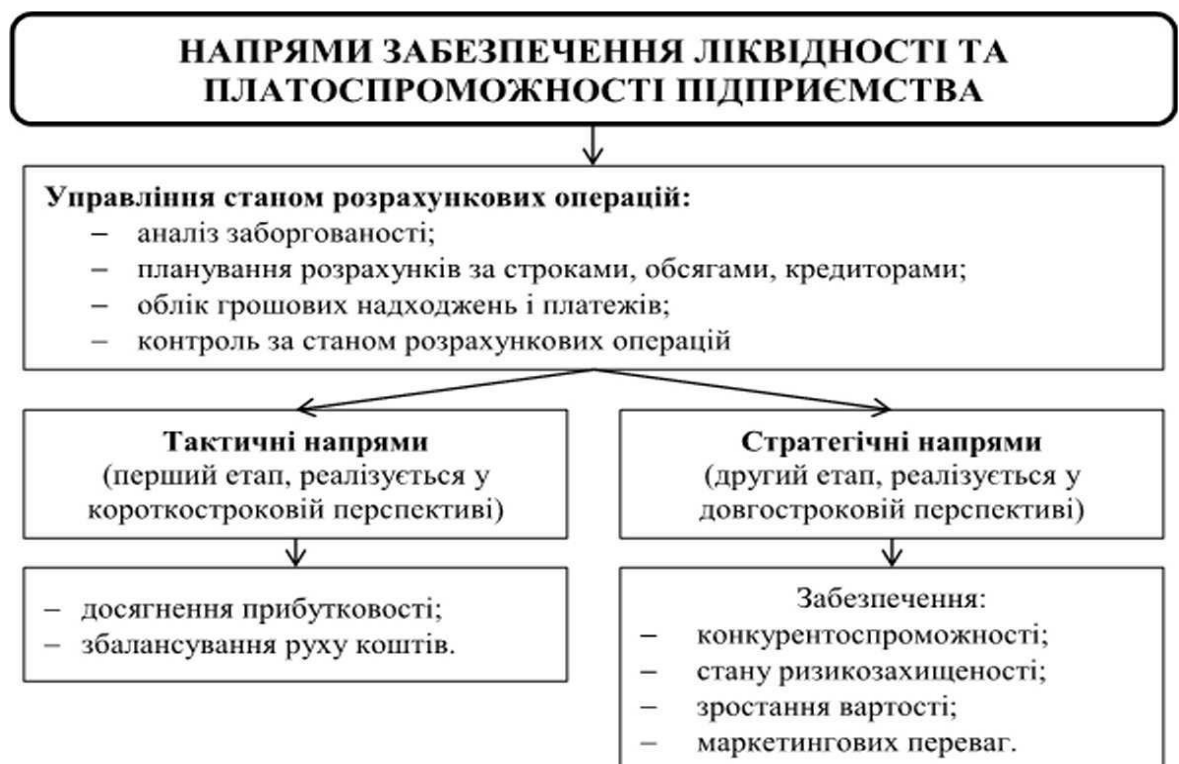 НАПРЯМИ ЗАБЕЗПЕЧЕННЯ ЛІКВІДНОСТІ ТА
ПЛАТОСПРОМОЖНОСТІ ПІДПРИЄМСТВА
Управління станом розрахункових операцій:
– аналіз заборгованості;
– планування розрахунків за строками, обсягами, кредиторами;
– облік грошових надходжень і платежів;
– контроль за станом розрахункових операцій
Тактичні напрями
(перший етап, реалізується у
короткостроковій перспективі)
Стратегічні напрями
(другий етап, реалізується у
довгостроковій перспективі)
– досягнення прибутковості;
– збалансування руху коштів.
Забезпечення:
– конкурентоспроможності;
– стану ризикозахищеності;
– зростання вартості;
– маркетингових переваг.